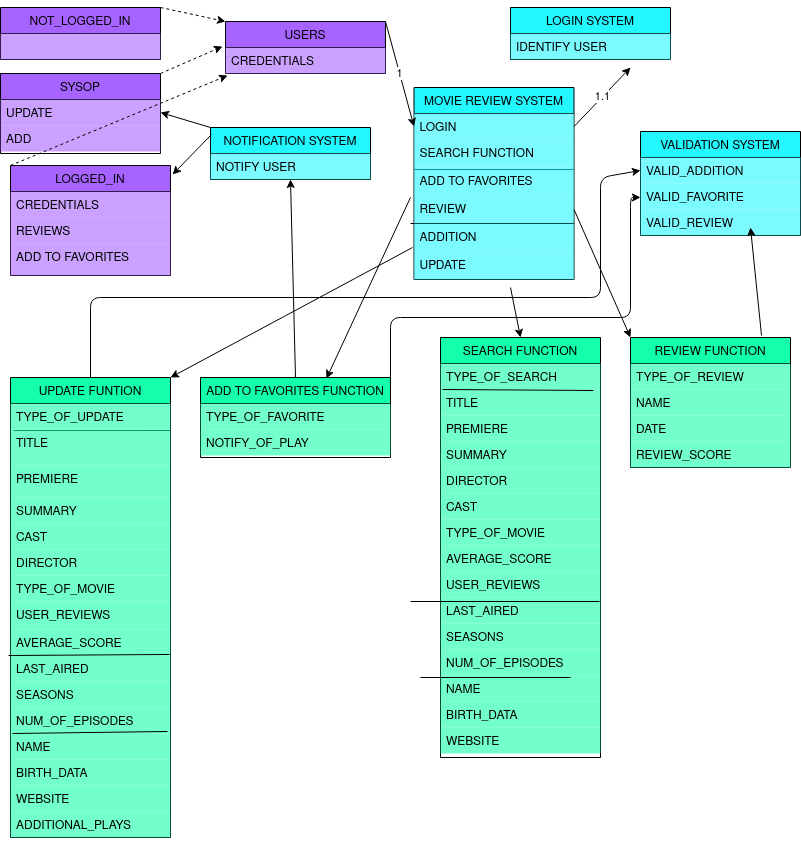 NOT_LOGGED_IN
USERS
CREDENTIALS
LOGIN SYSTEM
IDENTIFY USER
SYSOP
UPDATE
ADD
1
MOVIE REVIEW SYSTEM
LOGIN
SEARCH FUNCTION
ADD TO FAVORITES
REVIEW
ADDITION
UPDATE
1.1
NOTIFICATION SYSTEM
NOTIFY USER
VALIDATION SYSTEM
VALID_ADDITION
VALID_FAVORITE
VALID_REVIEW
LOGGED_IN
CREDENTIALS
REVIEWS
ADD TO FAVORITES
UPDATE FUNTION
TYPE_OF_UPDATE
TITLE
PREMIERE
SUMMARY
CAST
DIRECTOR
TYPE_OF_MOVIE
USER_REVIEWS
AVERAGE_SCORE
LAST_AIRED
SEASONS
NUM_OF_EPISODES
NAME
BIRTH_DATA
WEBSITE
ADDITIONAL_PLAYS
ADD TO FAVORITES FUNCTION
TYPE_OF_FAVORITE
NOTIFY_OF_PLAY
SEARCH FUNCTION
TYPE_OF_SEARCH
TITLE
PREMIERE
SUMMARY
DIRECTOR
CAST
TYPE_OF_MOVIE
AVERAGE_SCORE
USER_REVIEWS
LAST_AIRED
SEASONS
NUM_OF_EPISODES
NAME
BIRTH_DATA
WEBSITE
REVIEW FUNCTION
TYPE_OF_REVIEW
NAME
DATE
REVIEW_SCORE